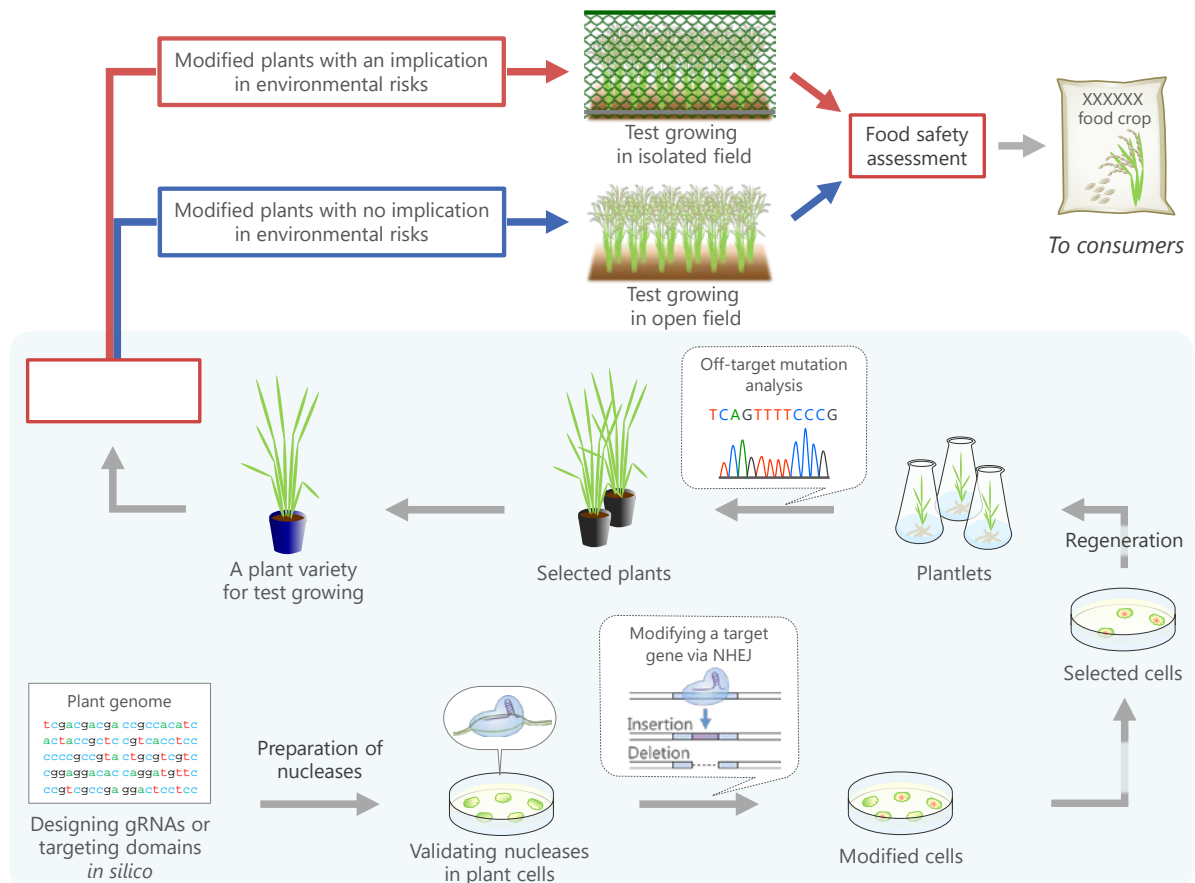 Modified plants with an implication
in environmental risks
Test growing
in isolated field
Food safety
assessment
XXXXXX
food crop
To consumers
Modified plants with no implication
in environmental risks
Test growing
in open field
Off-target mutation
analysis
TCAGTTTTCCCG
A plant variety
for test growing
Selected plants
Plantlets
Regeneration
Selected cells
Plant genome
tcgacgacga ccgccacatc
actaccgctc cgtcacctcc
ccccgccgta ctgcgtcgtc
cggaggacac caggatgttc
ccgtcgccga ggactcctcc
Designing gRNAs or
targeting domains
in silico
Preparation of
nucleases
Validating nucleases
in plant cells
Modifying a target
gene via NHEJ
Insertion
Deletion
Modified cells